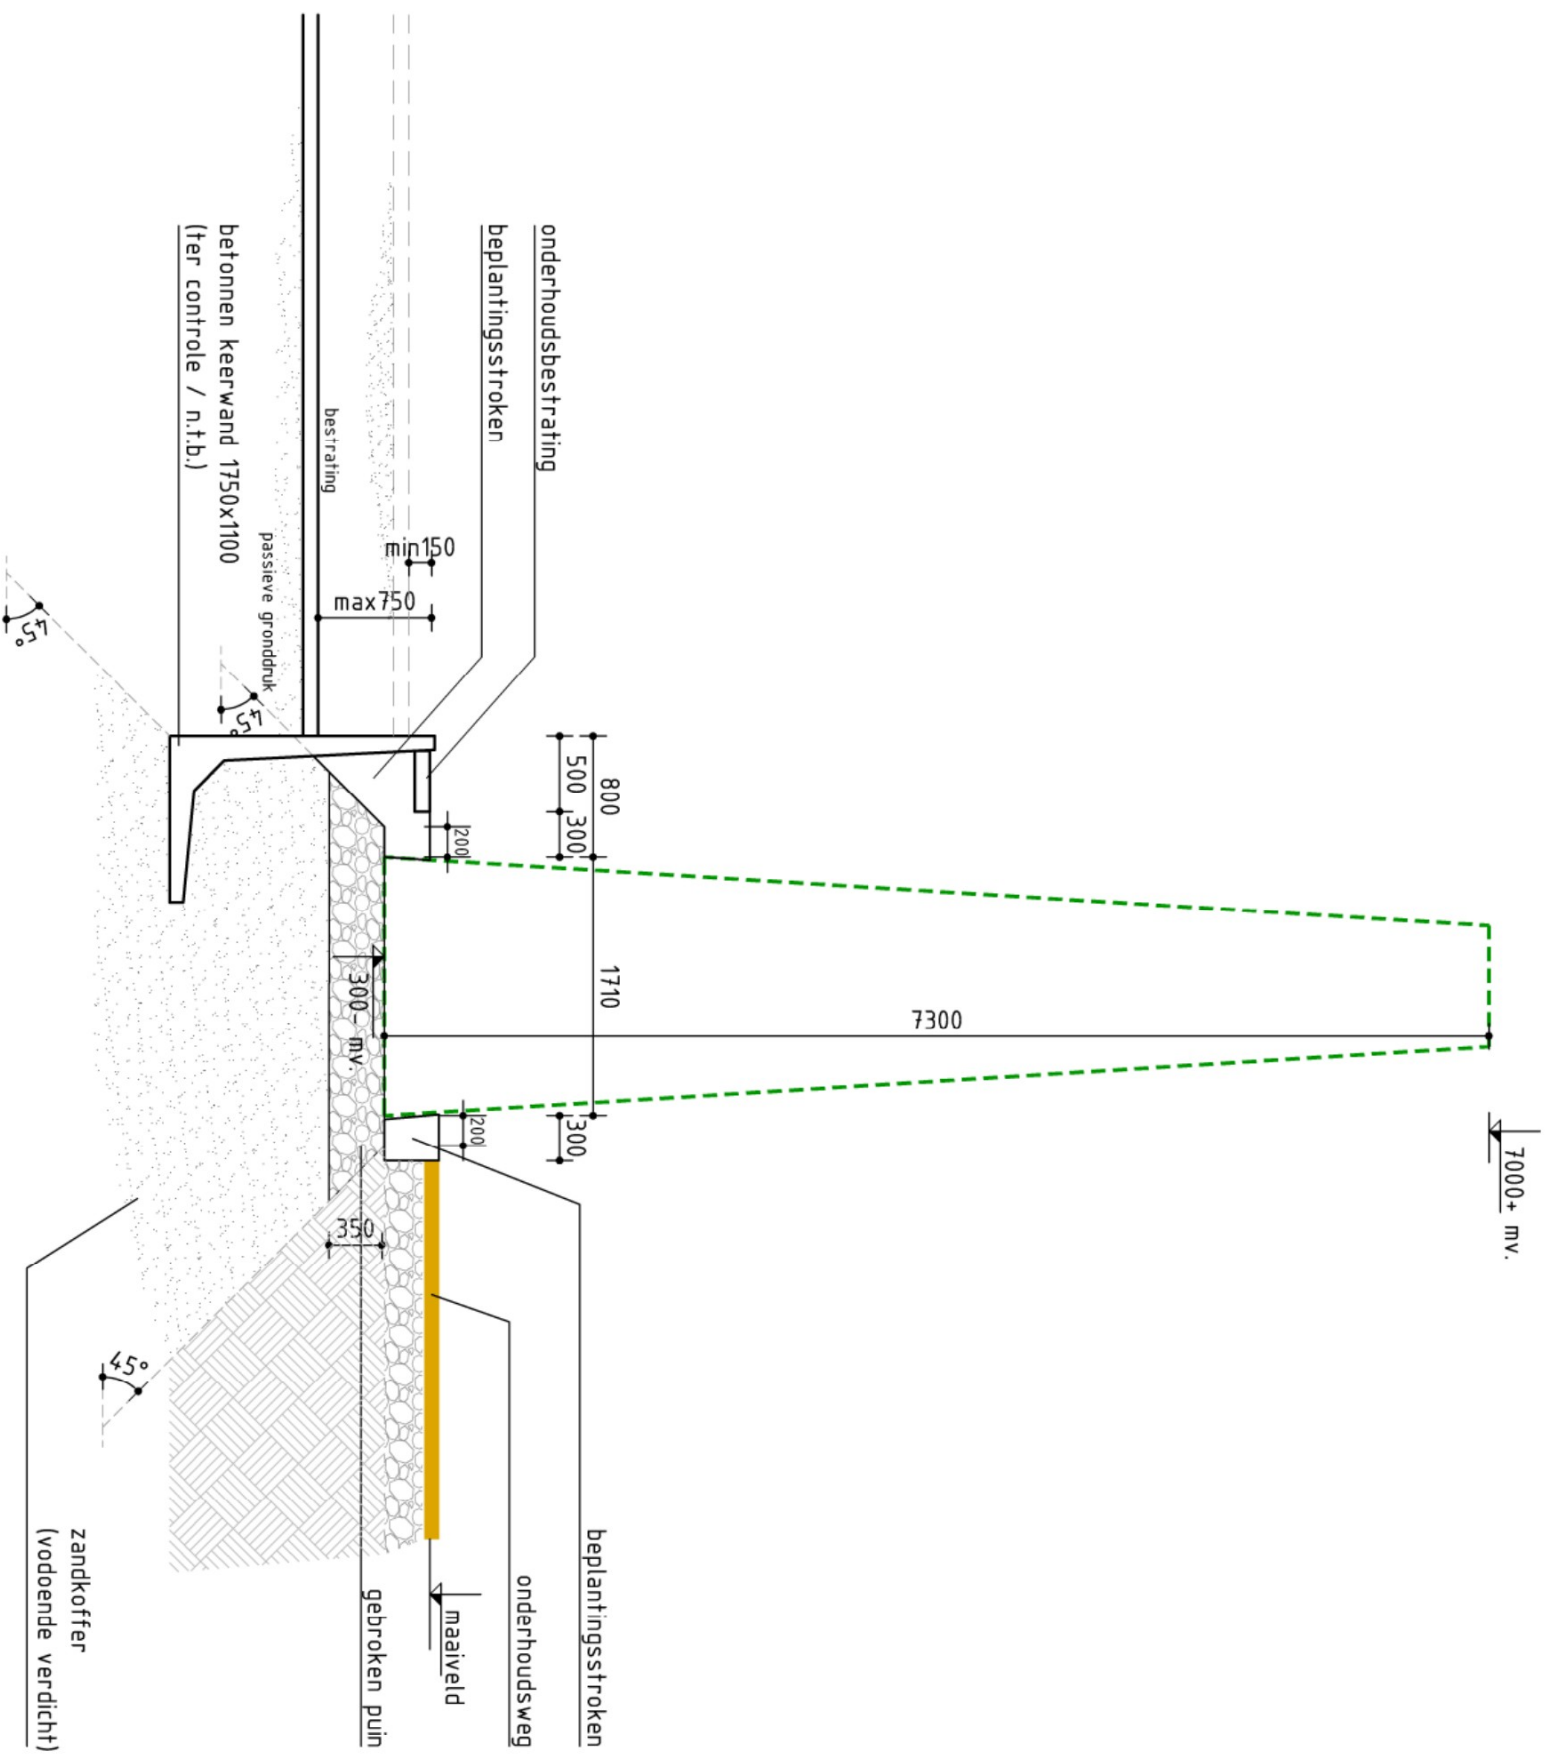 onderhoudsbestrating
beplantingsstroken
bestrating
betonnen keerwand 1750x1100
(ter controle / n.t.b.)
passieve gronddruk
min150
max750
45°
45°
800
500
300
200
1710
7300
7000+ mv.
300- mv.
200
300
350
45°
beplantingsstroken
onderhoudsweg
maaiveld
gebroken puin
zandkoffer
(vodoende verdicht)